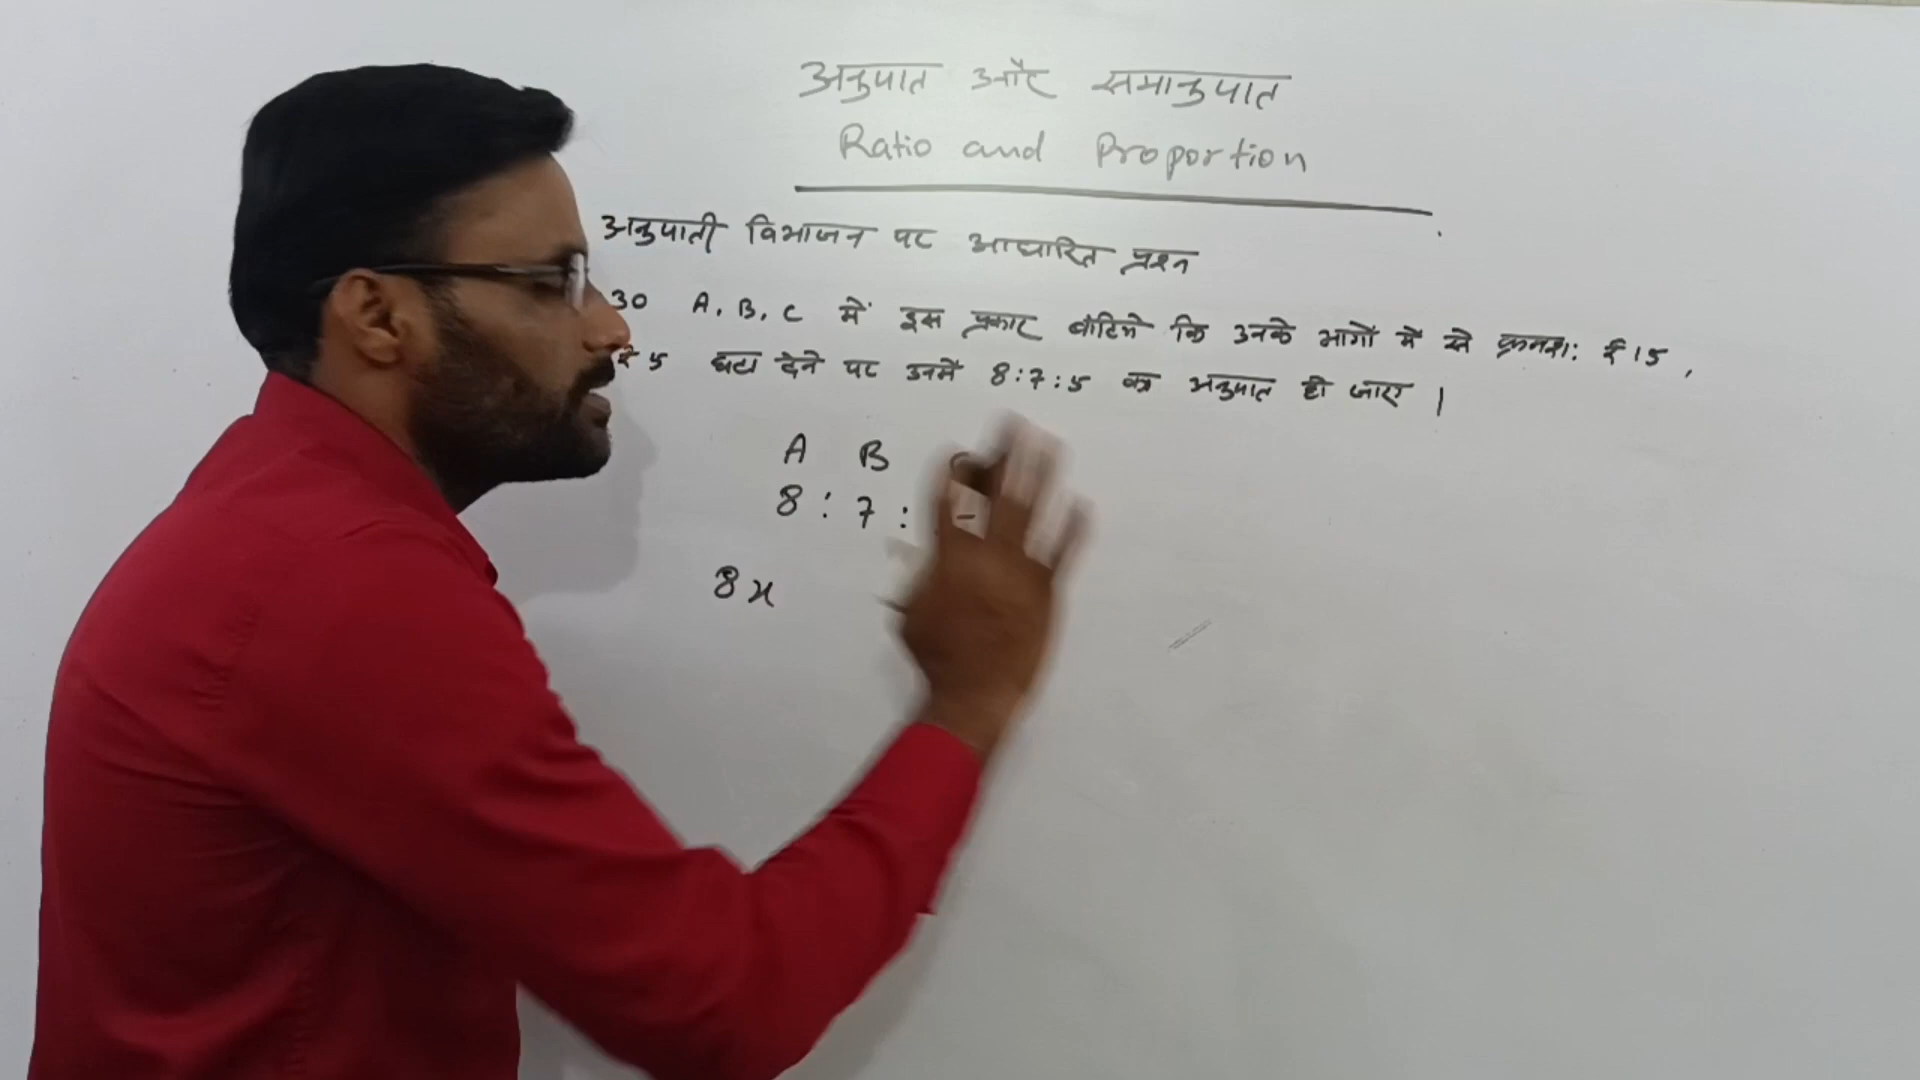 अनुपात और समानुपात
Ratio and Proportion
अनुपाती विभाजन पर आधारित प्रश्न
30 A, B, C में इस प्रकार बांटिये कि उनके भागों में से क्रमश: ₹15,
₹5 घटा देने पर उनमें 8:7:5 का अनुपात हो जाए।
A B
8 : 7 :
8x